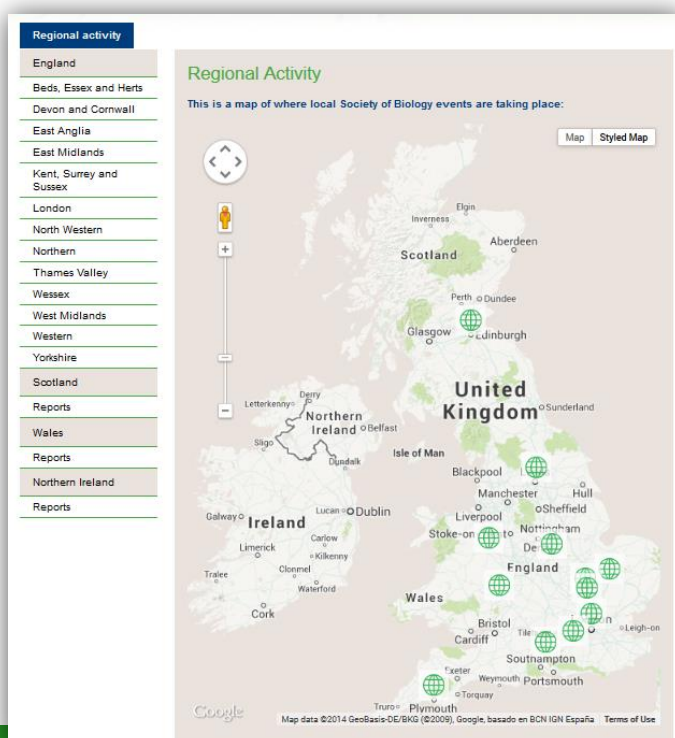 Regional activity
England
Beds, Essex and Herts
Devon and Cornwall
East Anglia
East Midlands
Kent, Surrey and
Sussex
London
North Western
Northern
Thames Valley
Wessex
West Midlands
Western
Yorkshire
Scotland
Reports
Wales
Reports
Northern Ireland
Reports
Regional Activity
This is a map of where local Society of Biology events are taking place:
Map
Styled Map
Elgin
Inverness
Aberdeen
Scotland
Perth
Dundee
Glasgow
Edinburgh
United
Kingdom
Sunderland
Derry
Letterkenny
Northern
Ireland
Belfast
Sligo
Dundalk
Isle of Man
Blackpool
Manchester
Hull
Liverpool
Sheffield
Stoke-on
Nottingham
De
England
Galway
Ireland
Lucan
Dublin
Carlow
Limerick
Kilkenny
Tralee
Clonmel
Waterford
Cork
Wales
Bristol
Cardiff
Tile
Leigh-on
Southampton
Portsmouth
Exeter
Weymouth
Torquay
Truro
Plymouth
Google
Map data ©2014 GeoBasis-DE/BKG (©2009), Google, basado en BCN IGN España
Terms of Use